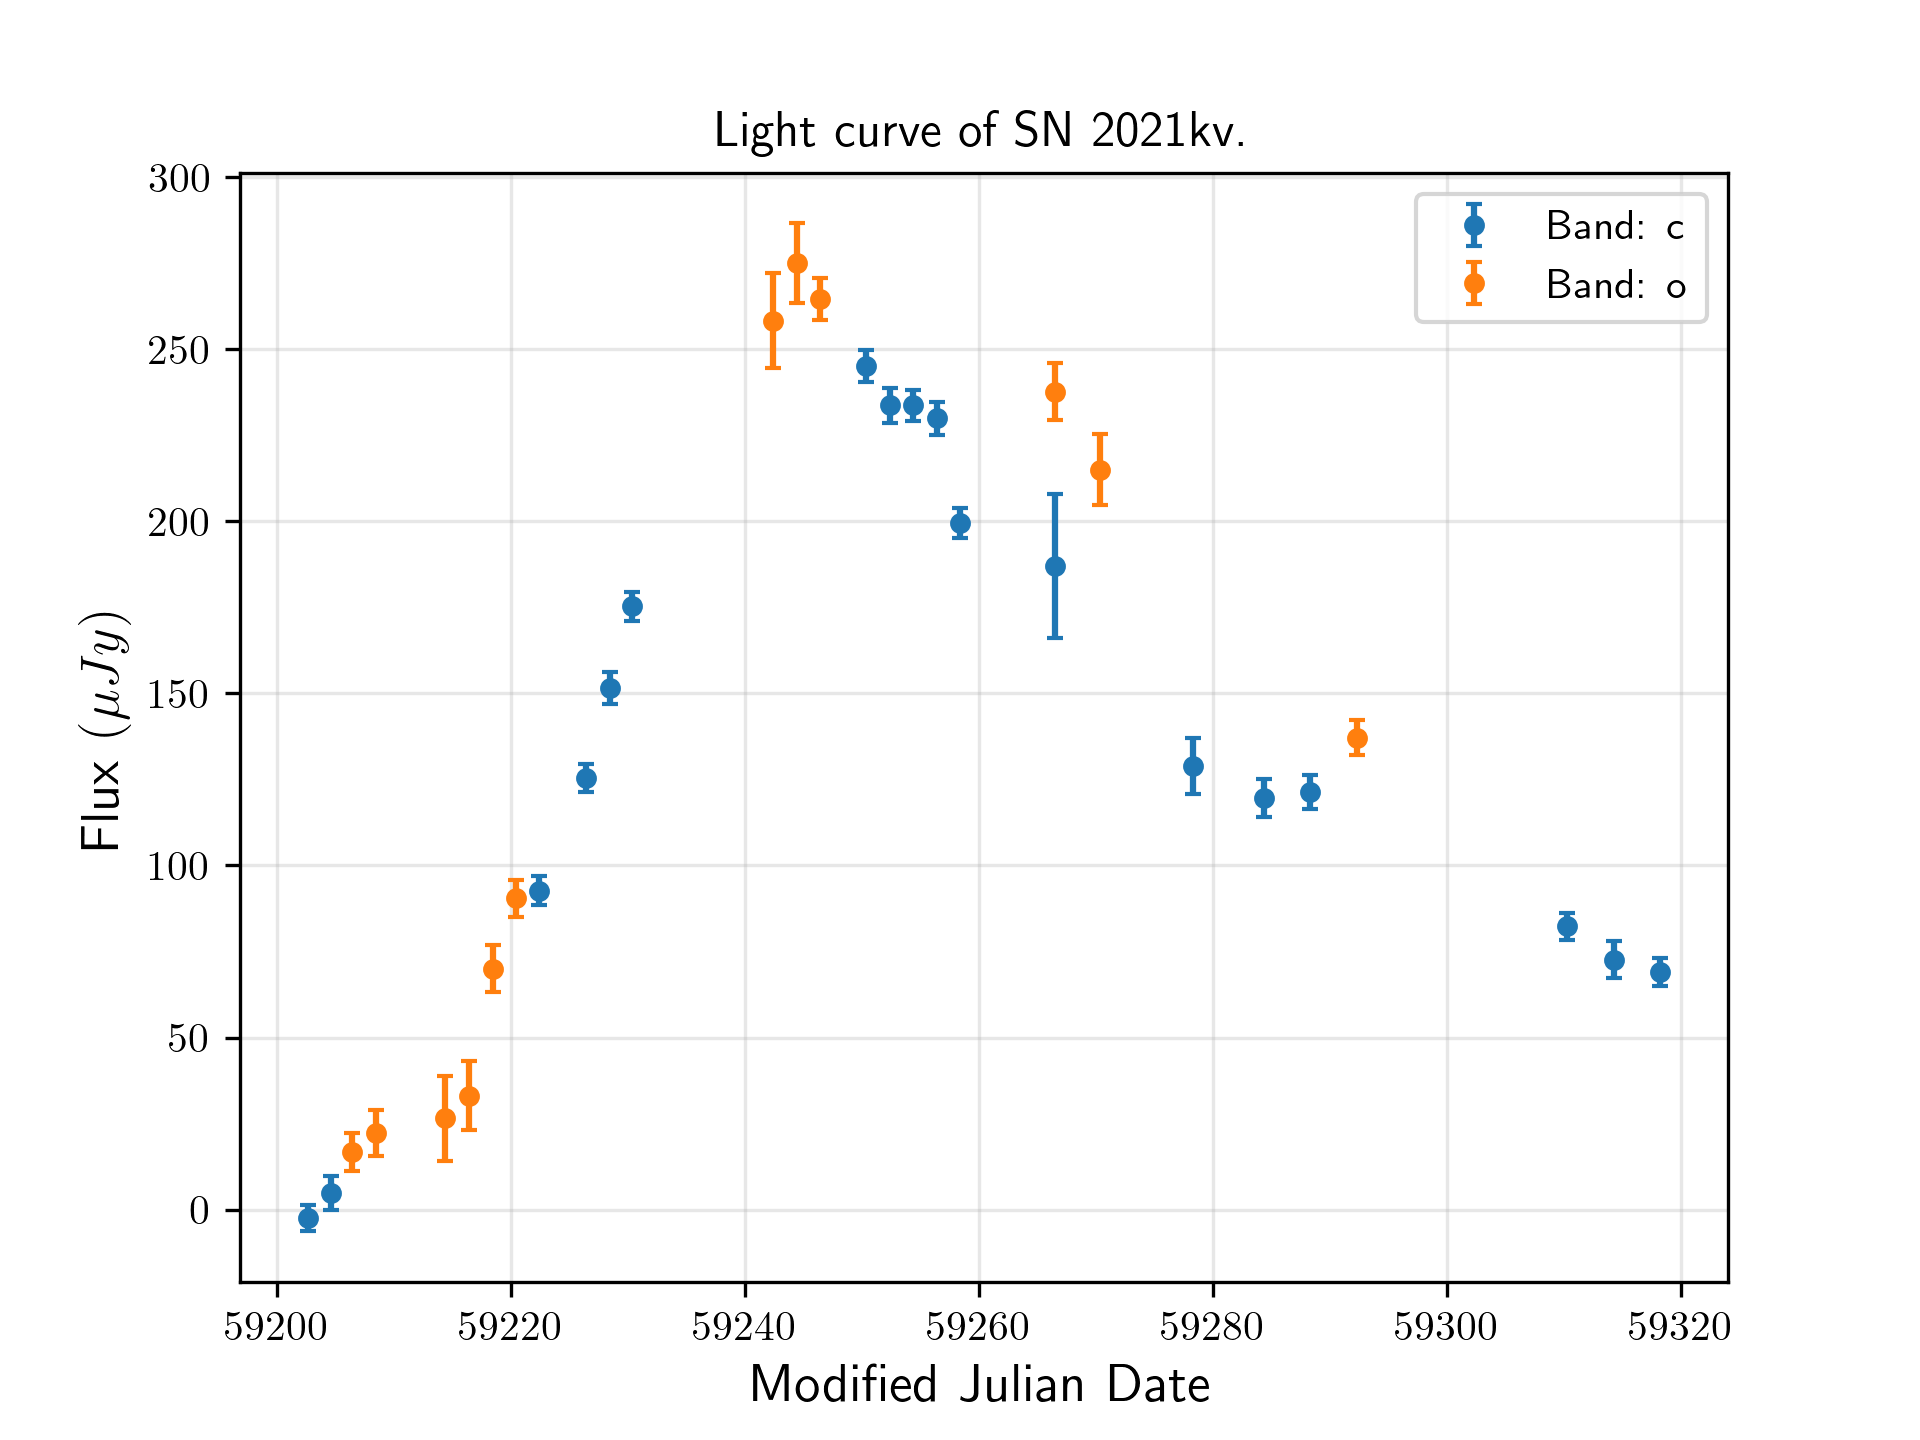 Light curve of SN 2021kv.
300
250
200
150
100
50
0
Flux (μJy)
Band: c
Band: o
59200 59220 59240 59260 59280 59300 59320
Modified Julian Date